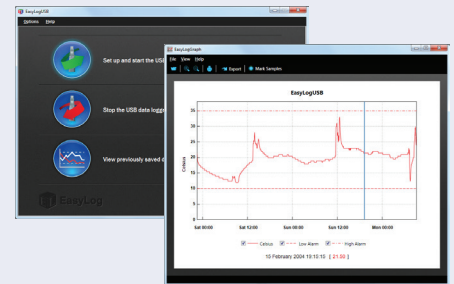 EasyLogUSB
Options Help
Set up and start the USB
Stop the USB data logg
View previously saved d
EasyLog
EasyLogGraph
File View Help
Export Mark Samples
EasyLogUSB
35
30
25
20
15
10
5
0
Celsius
Sat 00:00 Sat 12:00 Sun 00:00 Sun 12:00 Mon 00:00
Celsius Low Alarm High Alarm
15 February 2004 19:15:15 [ 21.50 ]